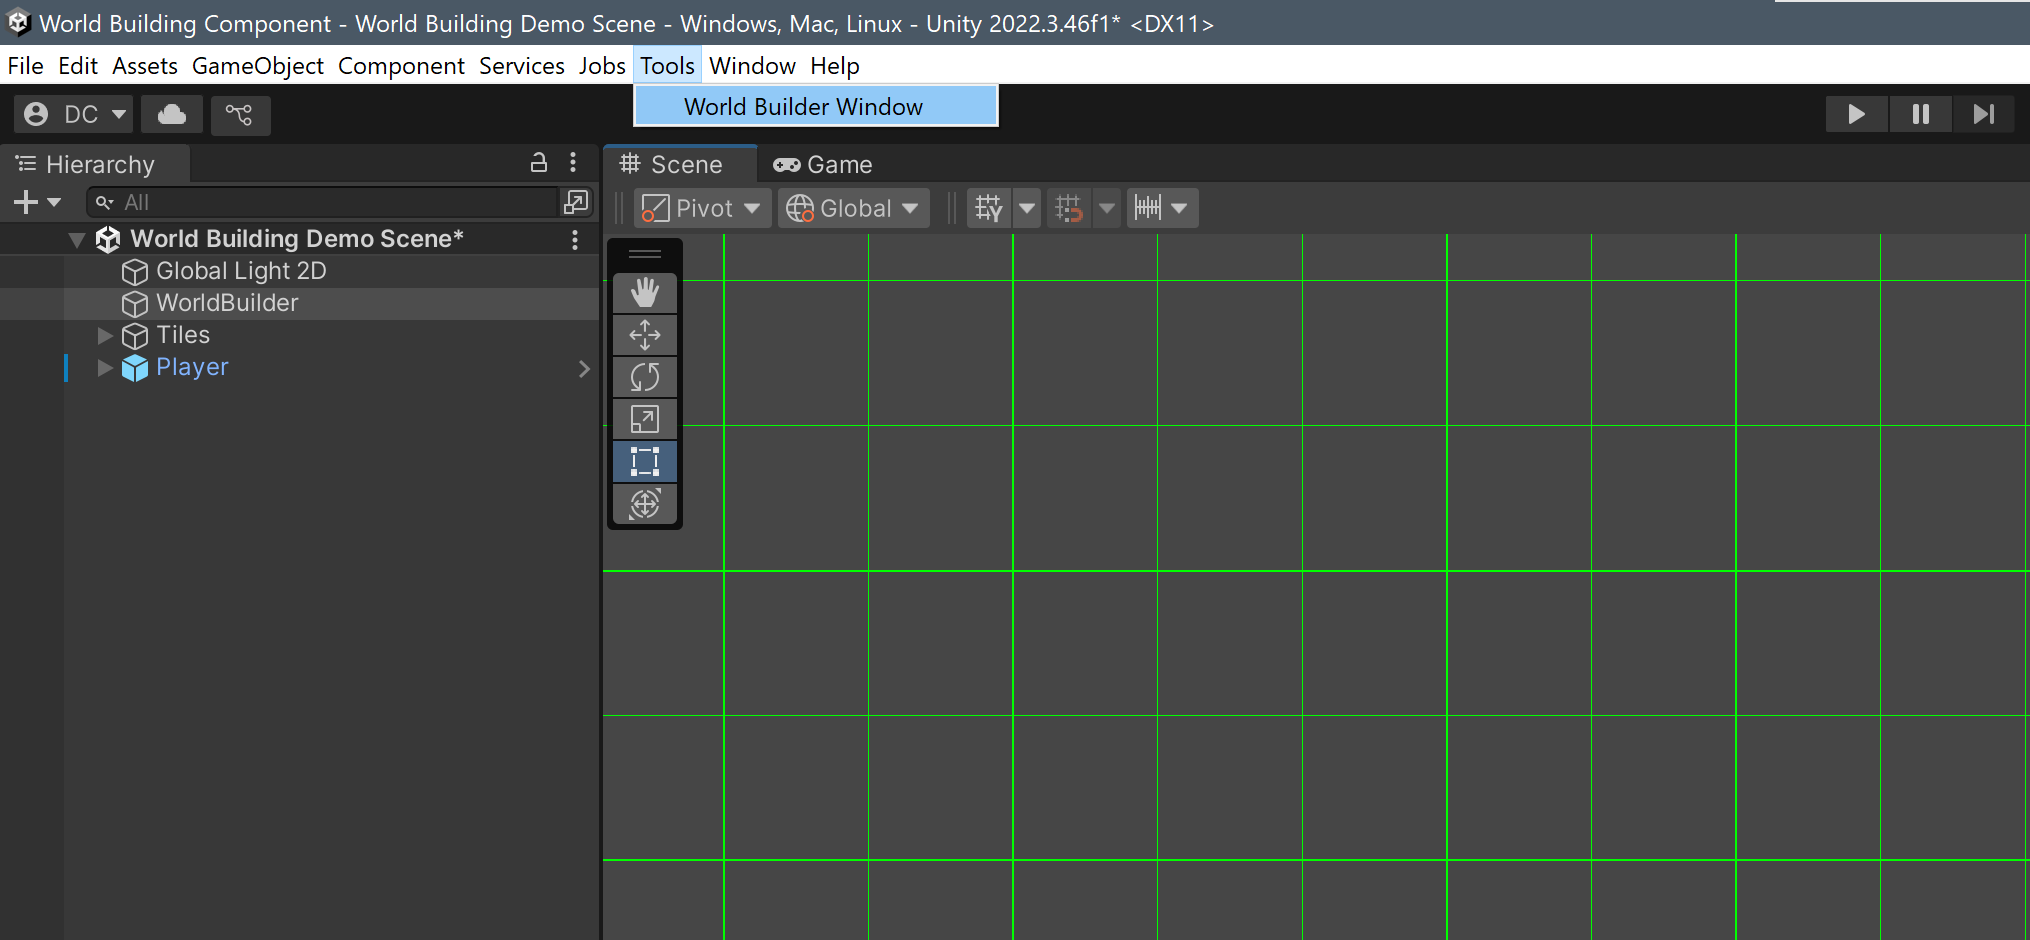 World Building Component - World Building Demo Scene - Windows, Mac, Linux - Unity 2022.3.46f1* <DX11>
File Edit Assets GameObject Component Services Jobs Tools Window Help
World Builder Window
DC
Hierarchy
Scene
Game
All
Pivot
Global
World Building Demo Scene*
Global Light 2D
WorldBuilder
Tiles
Player